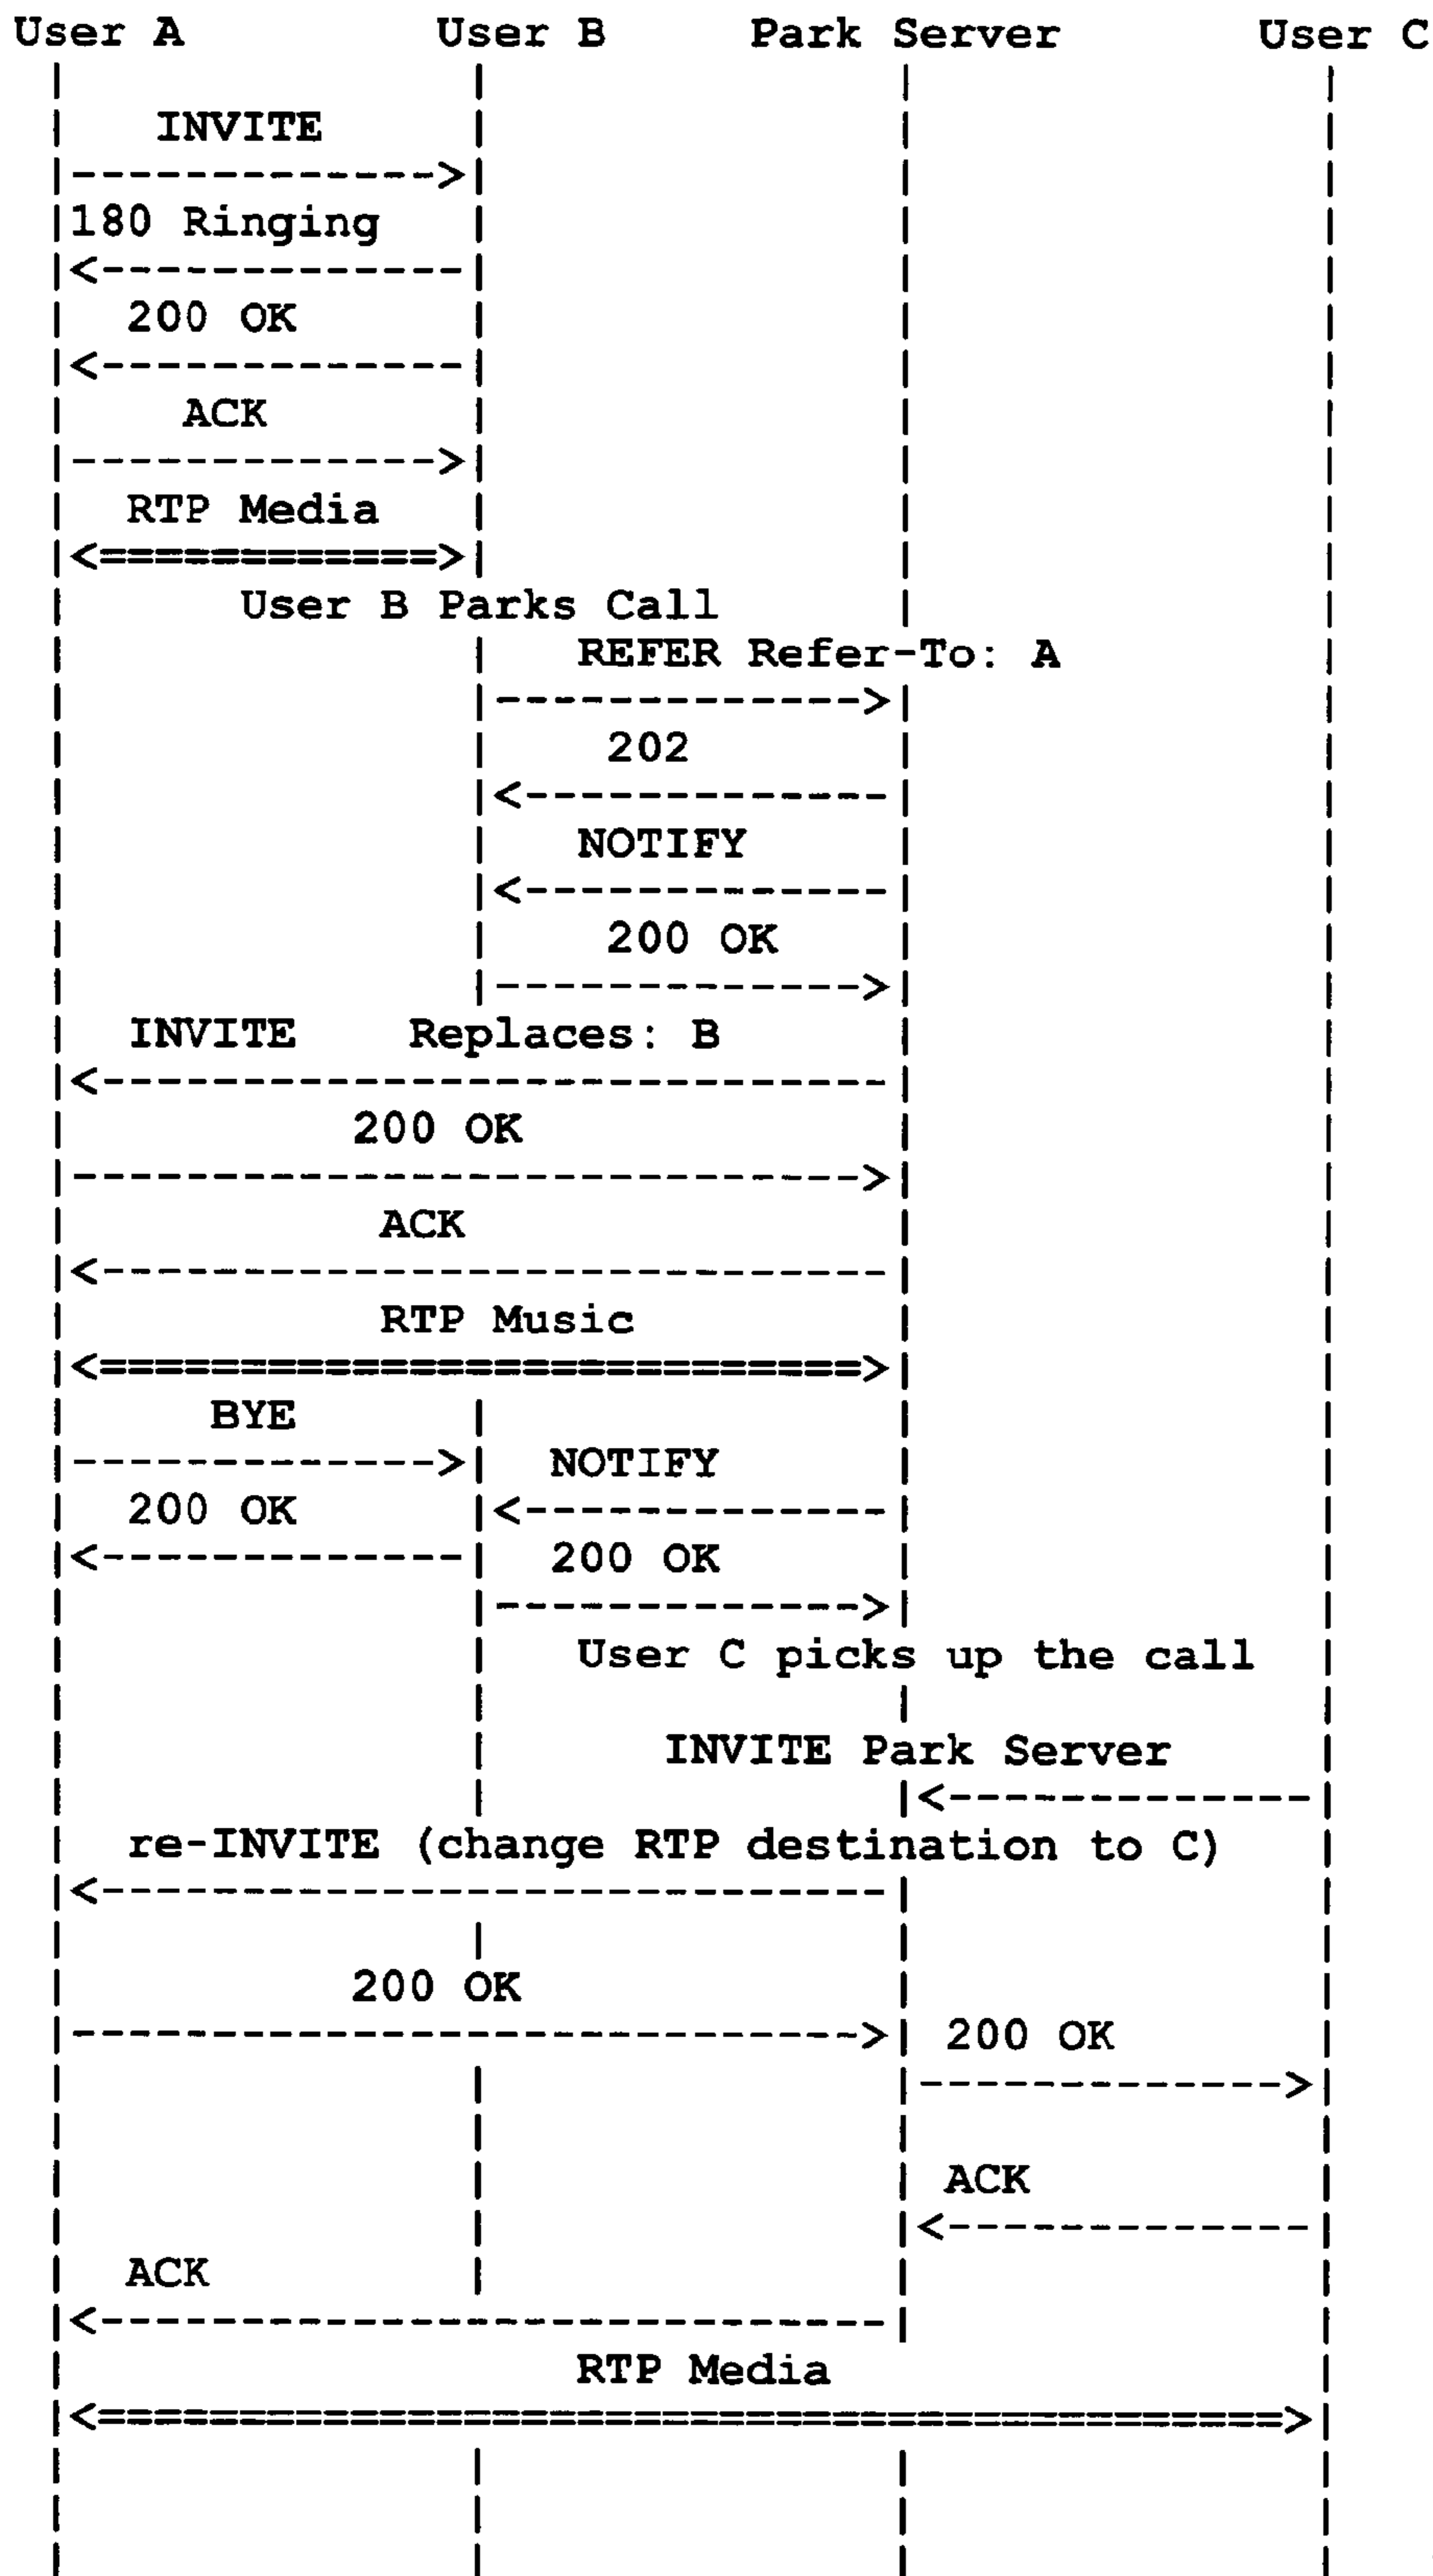 User A User B Park Server User C
INVITE
180 Ringing
200 OK
ACK
RTP Media
User B Parks Call
REFER Refer-To: A
202
NOTIFY
200 OK
INVITE Replaces: B
200 OK
ACK
RTP Music
BYE
NOTIFY
200 OK
200 OK
User C picks up the call
INVITE Park Server
re-INVITE (change RTP destination to C)
200 OK
200 OK
ACK
ACK
RTP Media